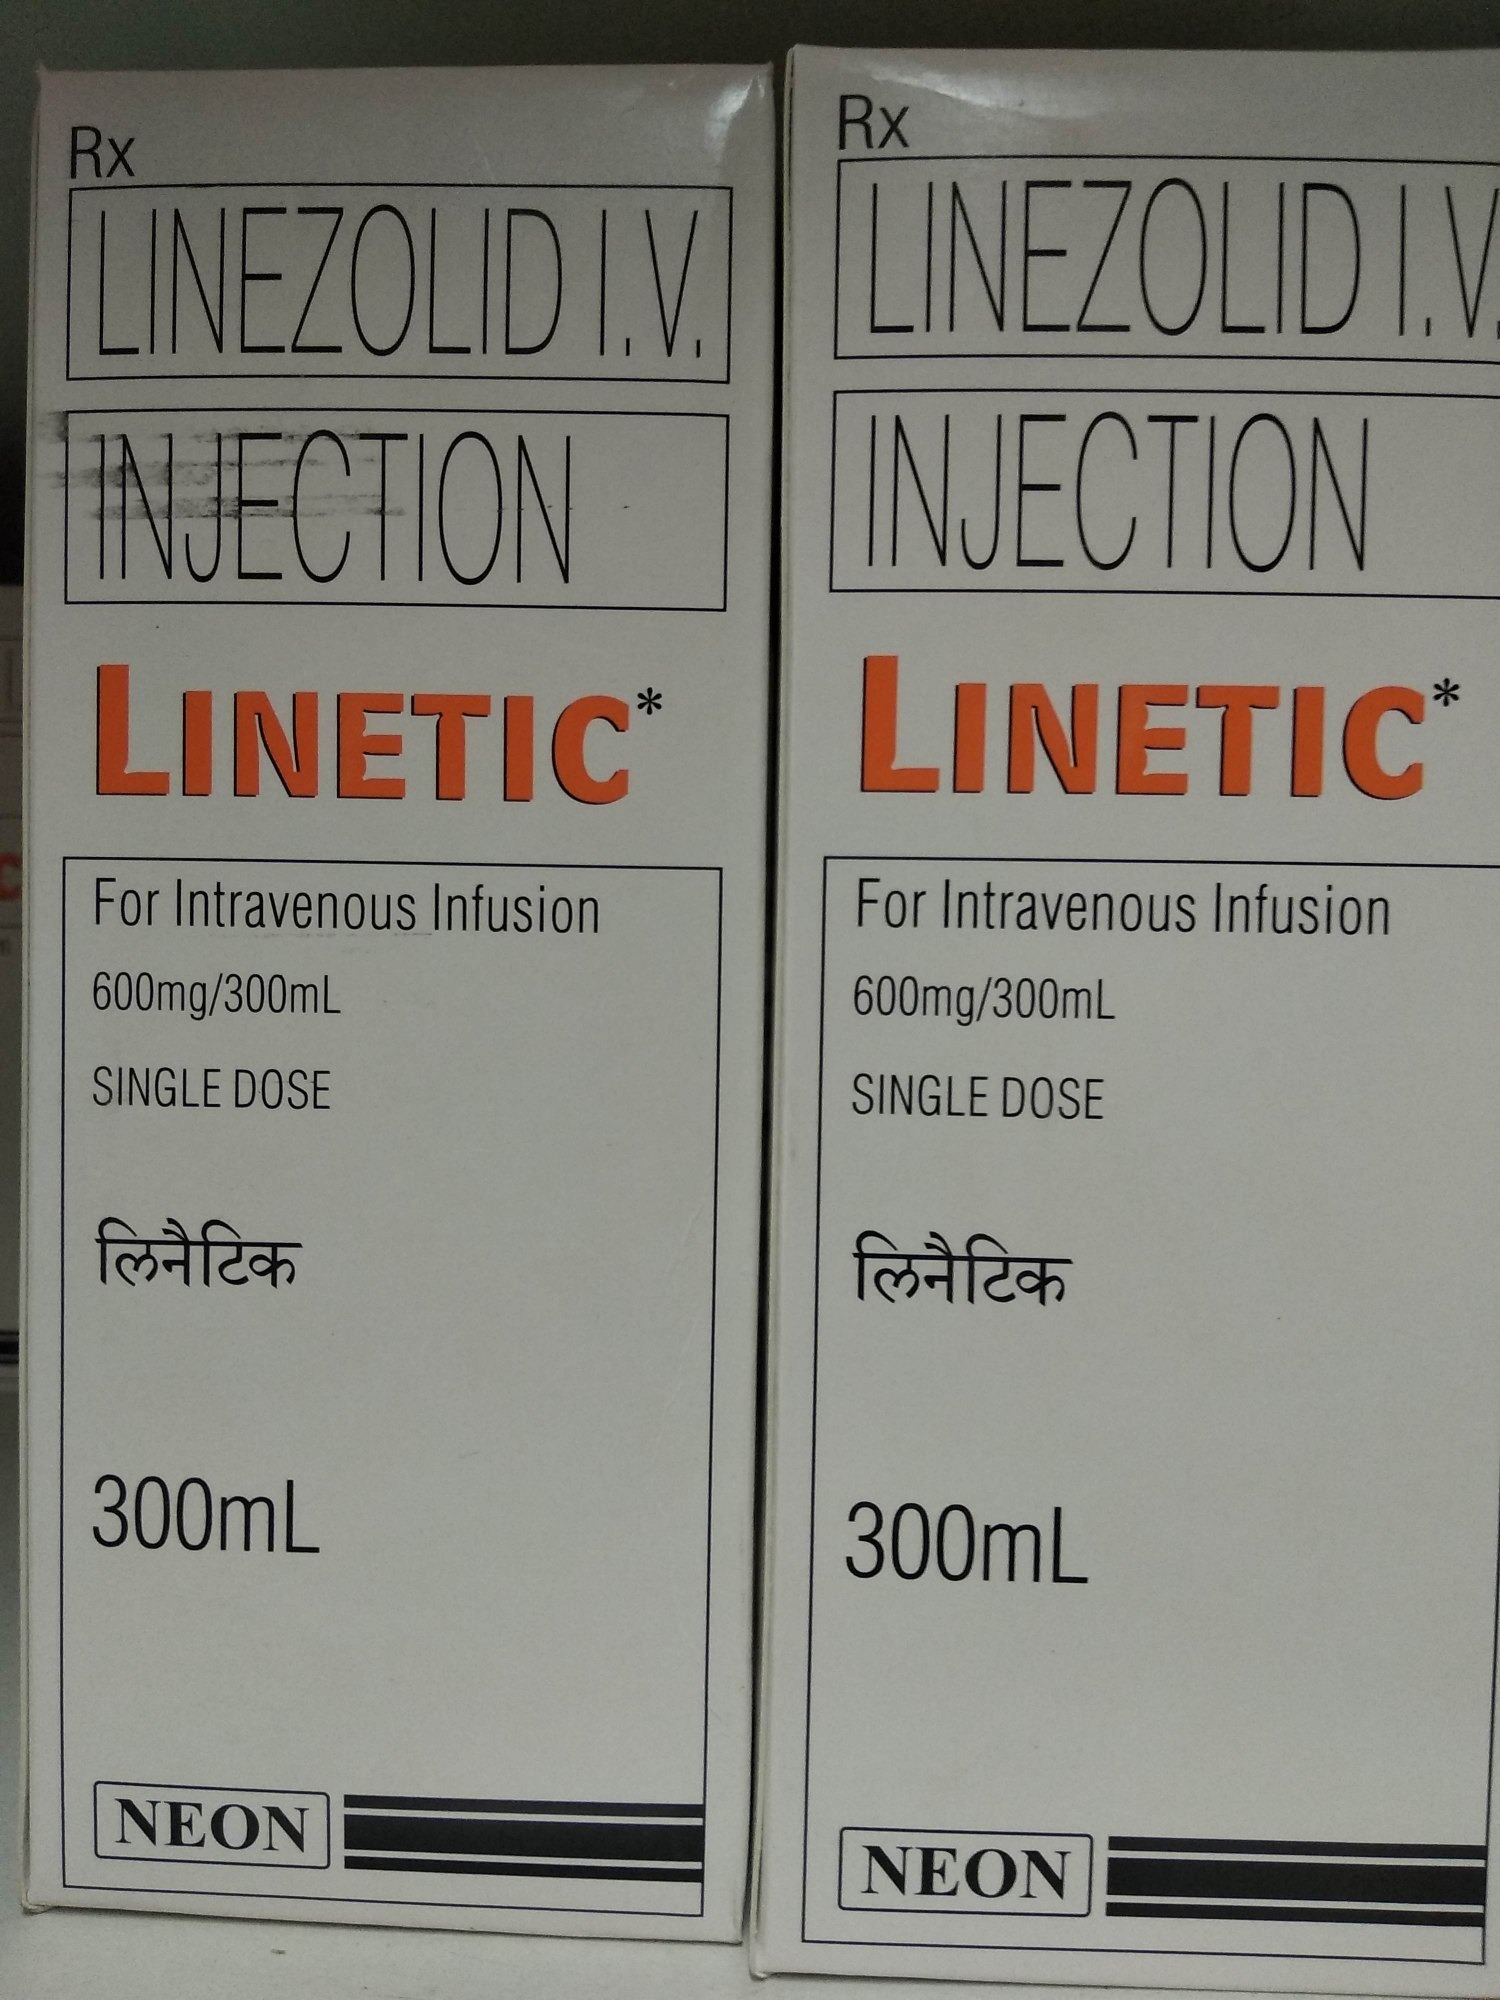 Rx
LINEZOLID I.V.
INJECTION
LINETIC*
For Intravenous Infusion
600mg/300mL
SINGLE DOSE
लिनैटिक
300mL
NEON
Rx
LINEZOLID I.V.
INJECTION
LINETIC*
For Intravenous Infusion
600mg/300mL
SINGLE DOSE
लिनैटिक
300mL
NEON